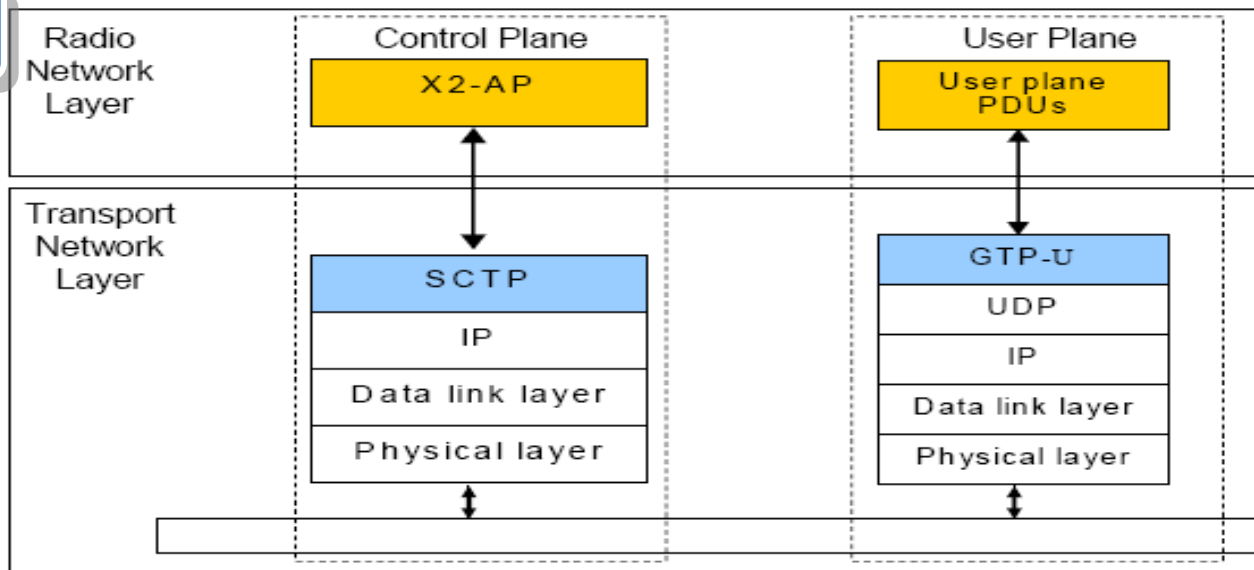 Radio
Network
Layer
Control Plane
X2-AP
User Plane
User plane
PDUs
Transport
Network
Layer
SCTP
IP
Data link layer
Physical layer
GTP-U
UDP
IP
Data link layer
Physical layer